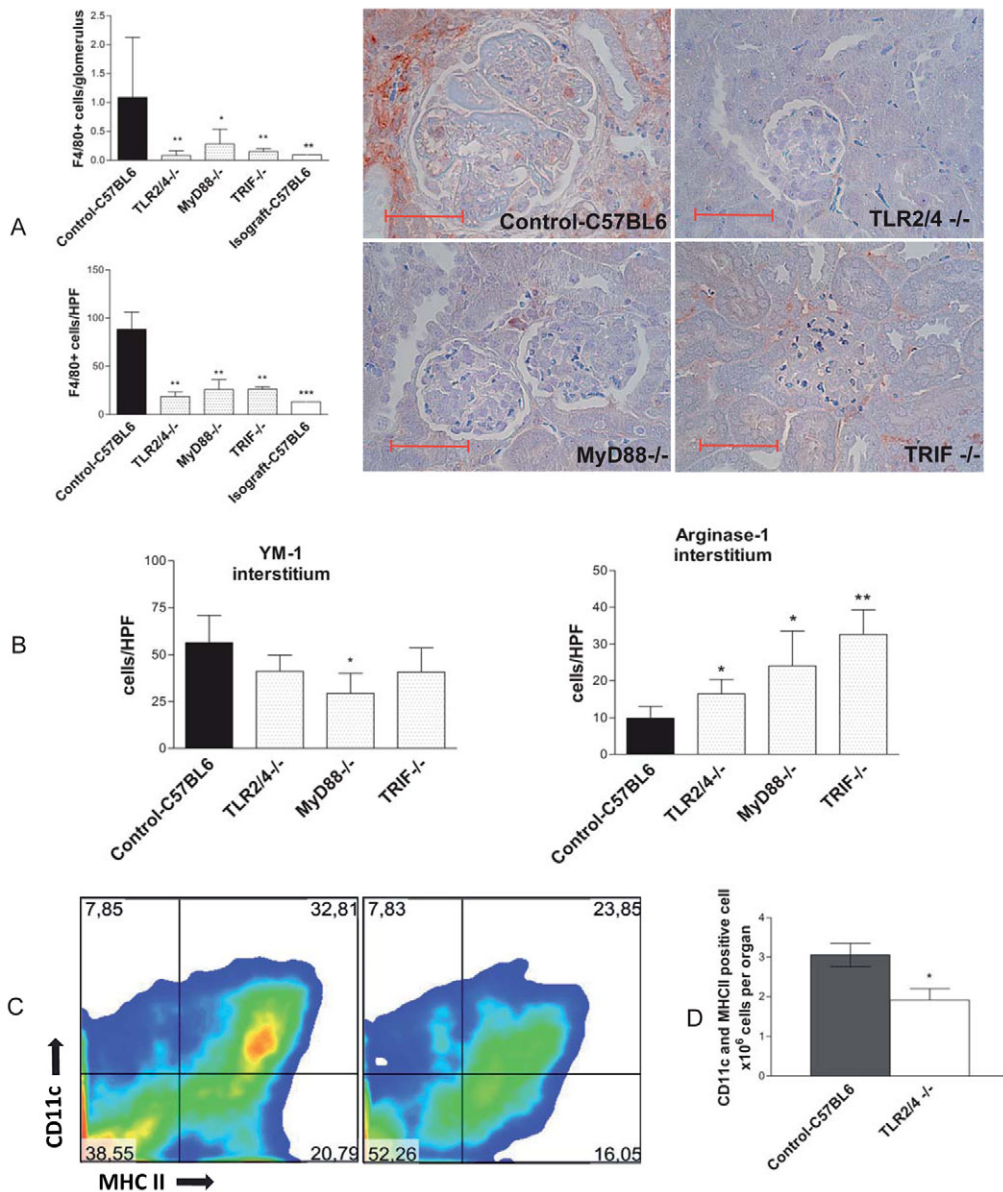 2.5
2.0
1.5
1.0
0.5
0.0
F4/80+ cells/glomerulus
**
*
**
**
Control-C57BL6
TLR2/4-/-
MyD88-/-
TRIF-/-
Isograft-C57BL6
A
150
100
50
0
F4/80+ cells/HPF
**
**
**
***
Control-C57BL6
TLR2/4-/-
MyD88-/-
TRIF-/-
Isograft-C57BL6
Control-C57BL6
TLR2/4 -/-
MyD88-/-
TRIF -/-
B
YM-1
interstitium
100
75
50
25
0
cells/HPF
*
Control-C57BL6
TLR2/4-/-
MyD88-/-
TRIF-/-
Arginase-1
interstitium
50
40
30
20
10
0
cells/HPF
*
*
**
Control-C57BL6
TLR2/4-/-
MyD88-/-
TRIF-/-
C
7,85
32,81
38,55
20,79
7,83
23,85
52,26
16,05
CD11c
MHC II
D
CD11c and MHCII positive cell
x10⁶ cells per organ
4
3
2
1
0
*
Control-C57BL6
TLR2/4 -/-